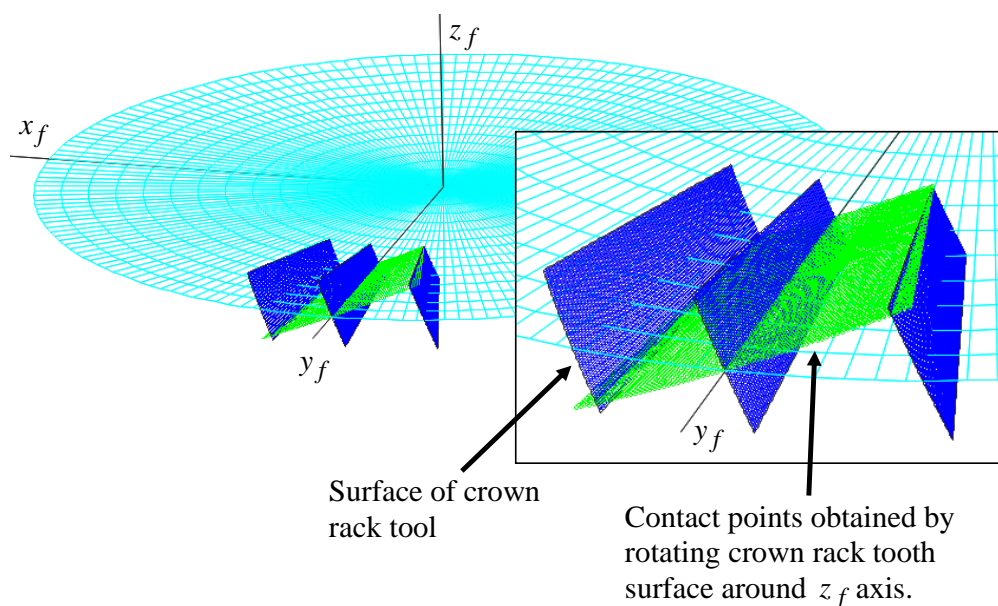 z f
x f
y f
y f
Surface of crown
rack tool
Contact points obtained by
rotating crown rack tooth
surface around z f axis.